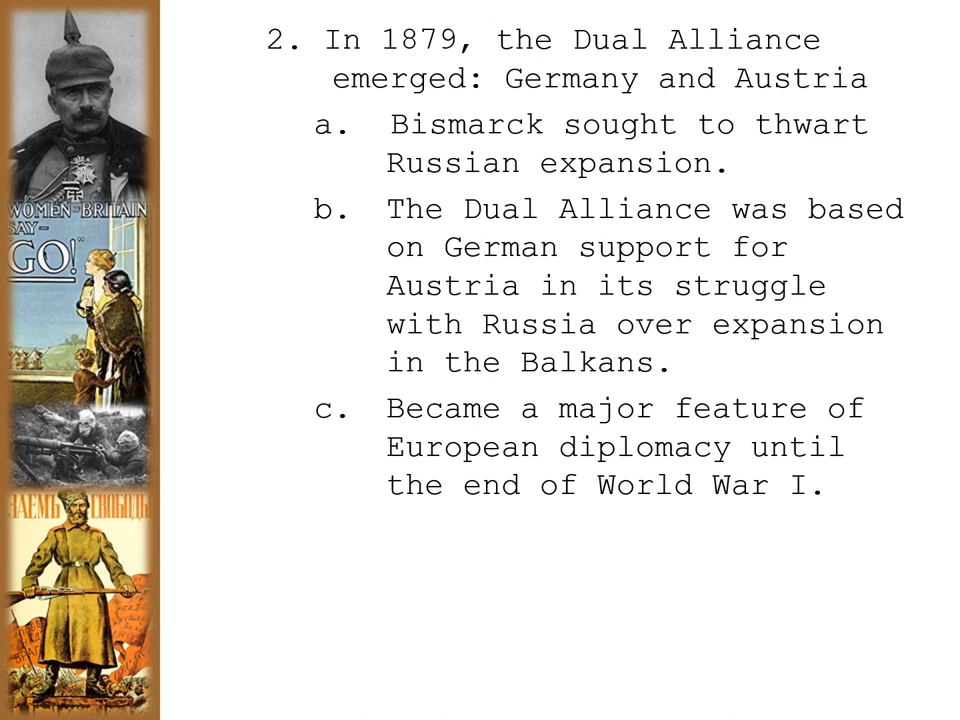 2. In 1879, the Dual Alliance
emerged: Germany and Austria
a. Bismarck sought to thwart
Russian expansion.
b. The Dual Alliance was based
on German support for
Austria in its struggle
with Russia over expansion
in the Balkans.
c. Became a major feature of
European diplomacy until
the end of World War I.
WOMEN BRITAIN
SAY-
GO!"
ЗАЕМЪ СВОБОДЫ